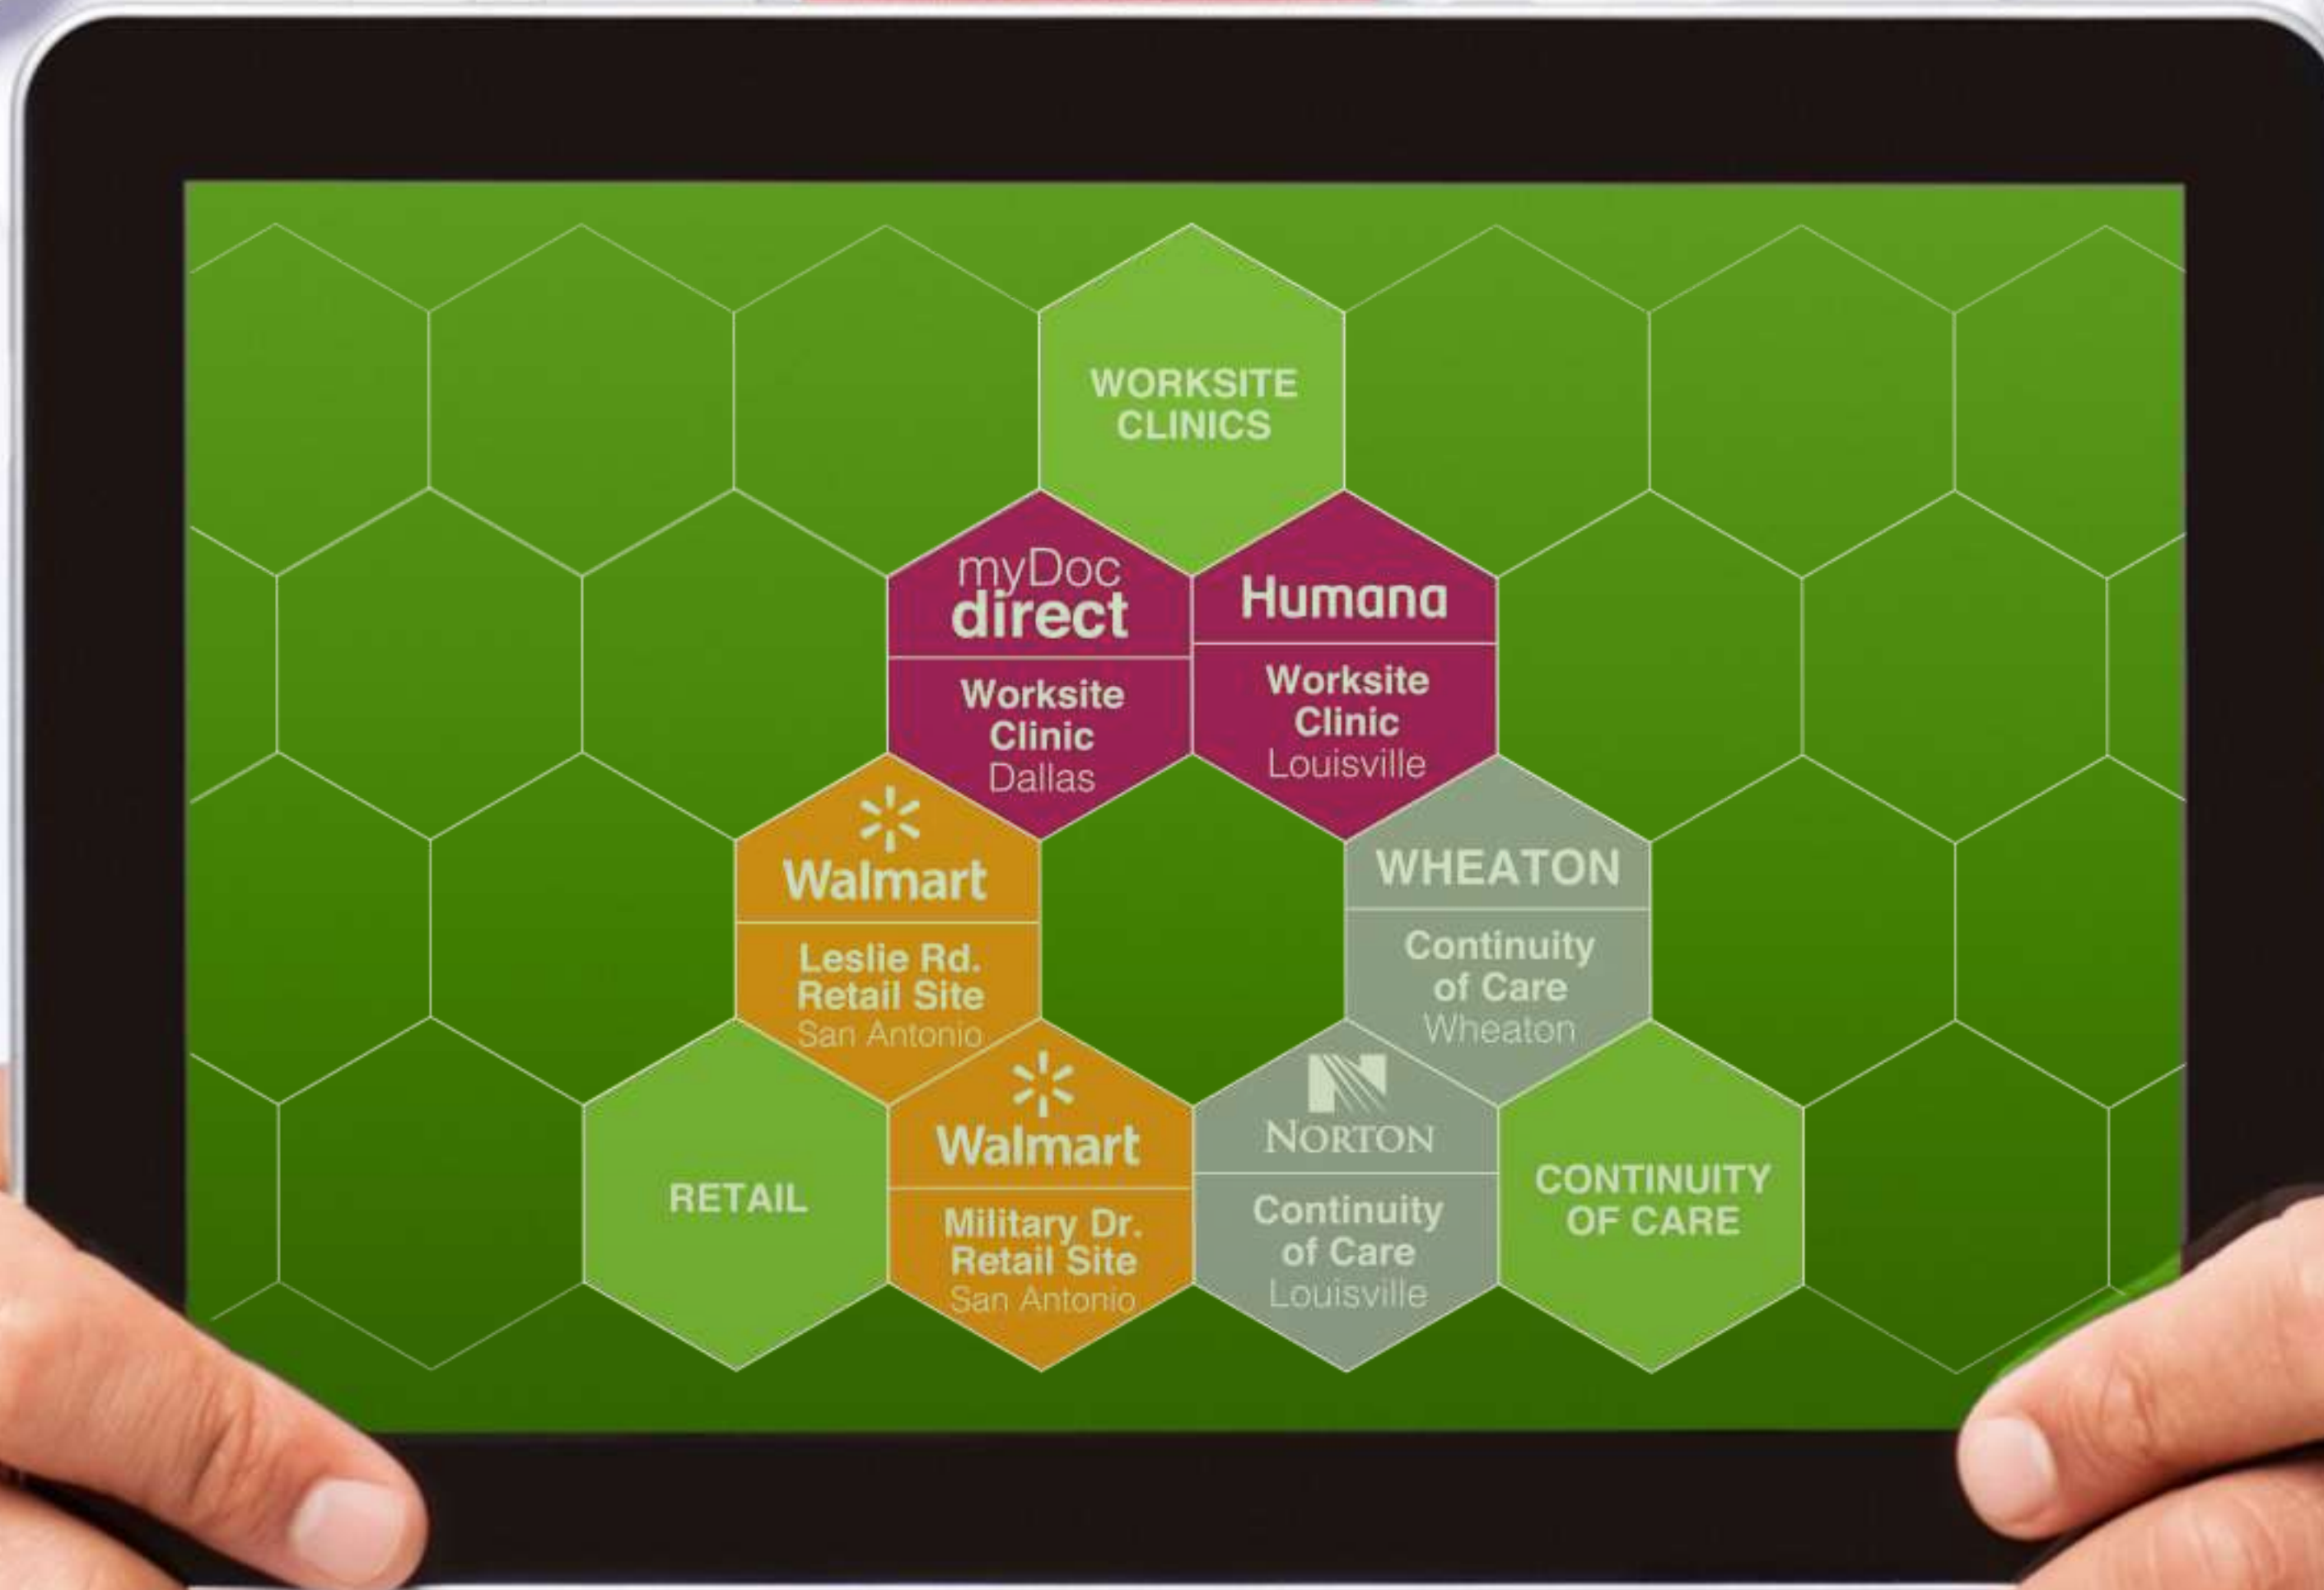 WORKSITE
CLINICS
myDoc
direct
Worksite
Clinic
Dallas
Humana
Worksite
Clinic
Louisville
Walmart
Leslie Rd.
Retail Site
San Antonio
WHEATON
Continuity
of Care
Wheaton
RETAIL
Walmart
Military Dr.
Retail Site
San Antonio
NORTON
Continuity
of Care
Louisville
CONTINUITY
OF CARE